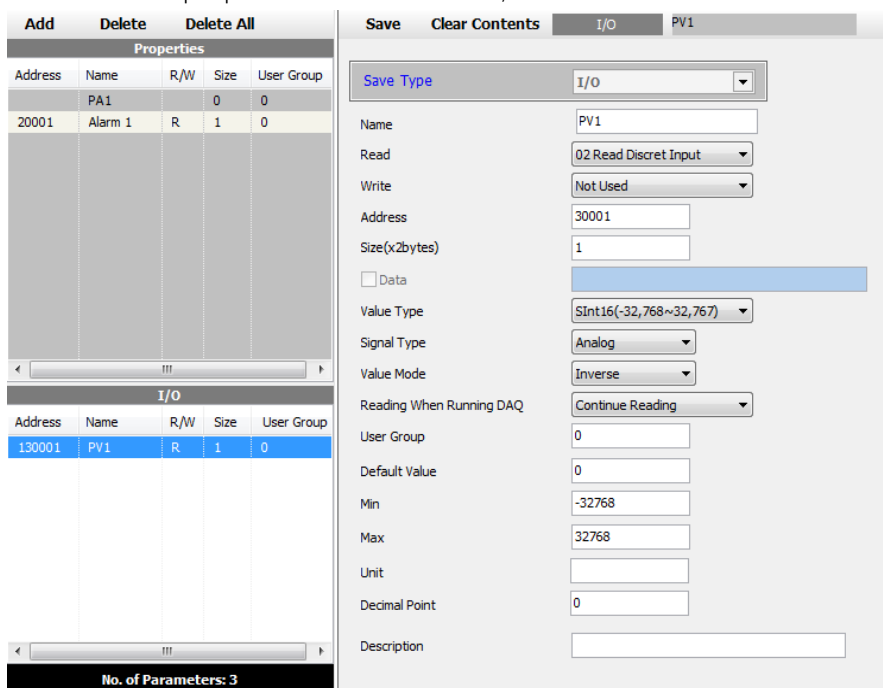 Add Delete Delete All
Properties
Address Name R/W Size User Group
PA1 0 0
20001 Alarm 1 R 1 0
I/O
Address Name R/W Size User Group
130001 PV1 R 1 0
No. of Parameters: 3
Save Clear Contents I/O PV1
Save Type I/O
Name PV1
Read 02 Read Discret Input
Write Not Used
Address 30001
Size(x2bytes) 1
Data
Value Type SInt16(-32,768~32,767)
Signal Type Analog
Value Mode Inverse
Reading When Running DAQ Continue Reading
User Group 0
Default Value 0
Min -32768
Max 32768
Unit
Decimal Point 0
Description